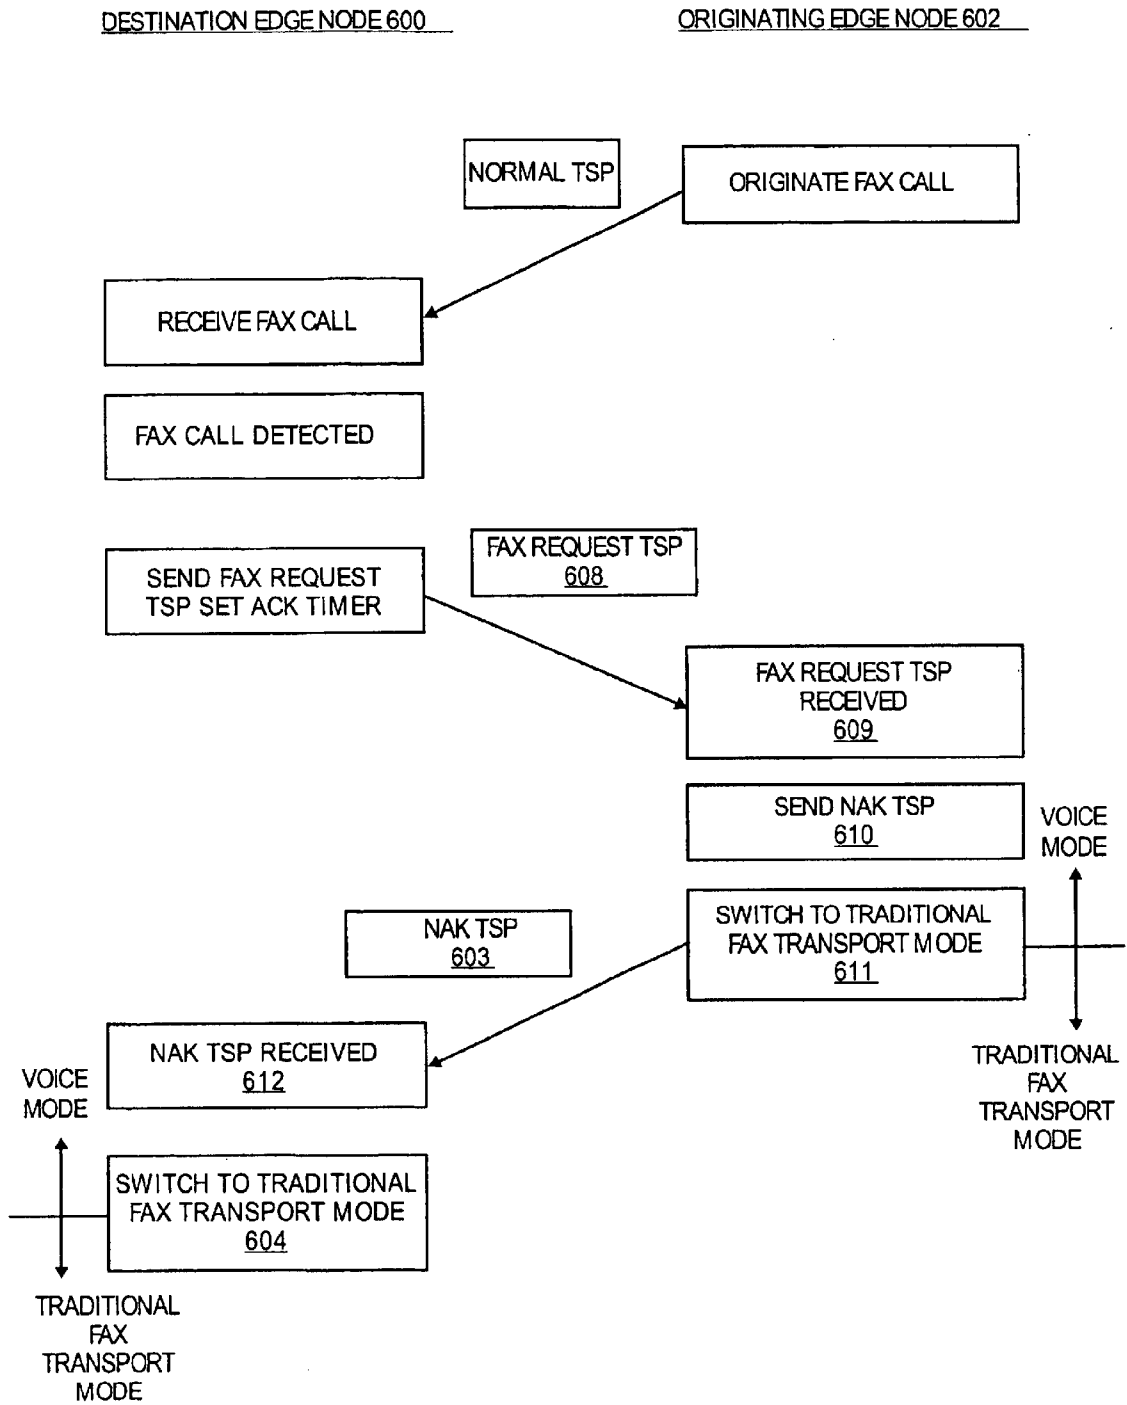 DESTINATION EDGE NODE 600
ORIGINATING EDGE NODE 602
NORMAL TSP
ORIGINATE FAX CALL
RECEIVE FAX CALL
FAX CALL DETECTED
SEND FAX REQUEST
TSP SET ACK TIMER
FAX REQUEST TSP
608
FAX REQUEST TSP
RECEIVED
609
SEND NAK TSP
610
VOICE
MODE
SWITCH TO TRADITIONAL
FAX TRANSPORT MODE
611
NAK TSP
603
TRADITIONAL
FAX
TRANSPORT
MODE
NAK TSP RECEIVED
612
VOICE
MODE
SWITCH TO TRADITIONAL
FAX TRANSPORT MODE
604
TRADITIONAL
FAX
TRANSPORT
MODE